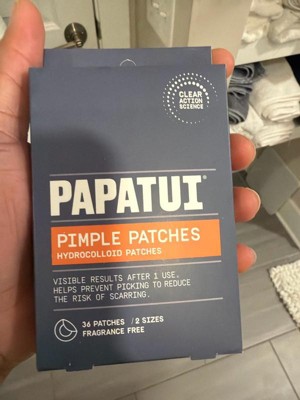 CLEAR
ACTION
SCIENCE
PAPATUI®
PIMPLE PATCHES
HYDROCOLLOID PATCHES
VISIBLE RESULTS AFTER 1 USE.
HELPS PREVENT PICKING TO REDUCE
THE RISK OF SCARRING.
36 PATCHES / 2 SIZES
FRAGRANCE FREE